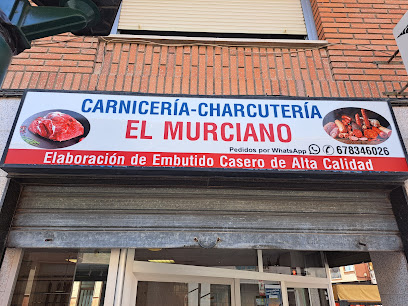 CARNICERÍA-CHARCUTERÍA
EL MURCIANO
Pedidos por WhatsApp 678346026
Elaboración de Embutido Casero de Alta Calidad